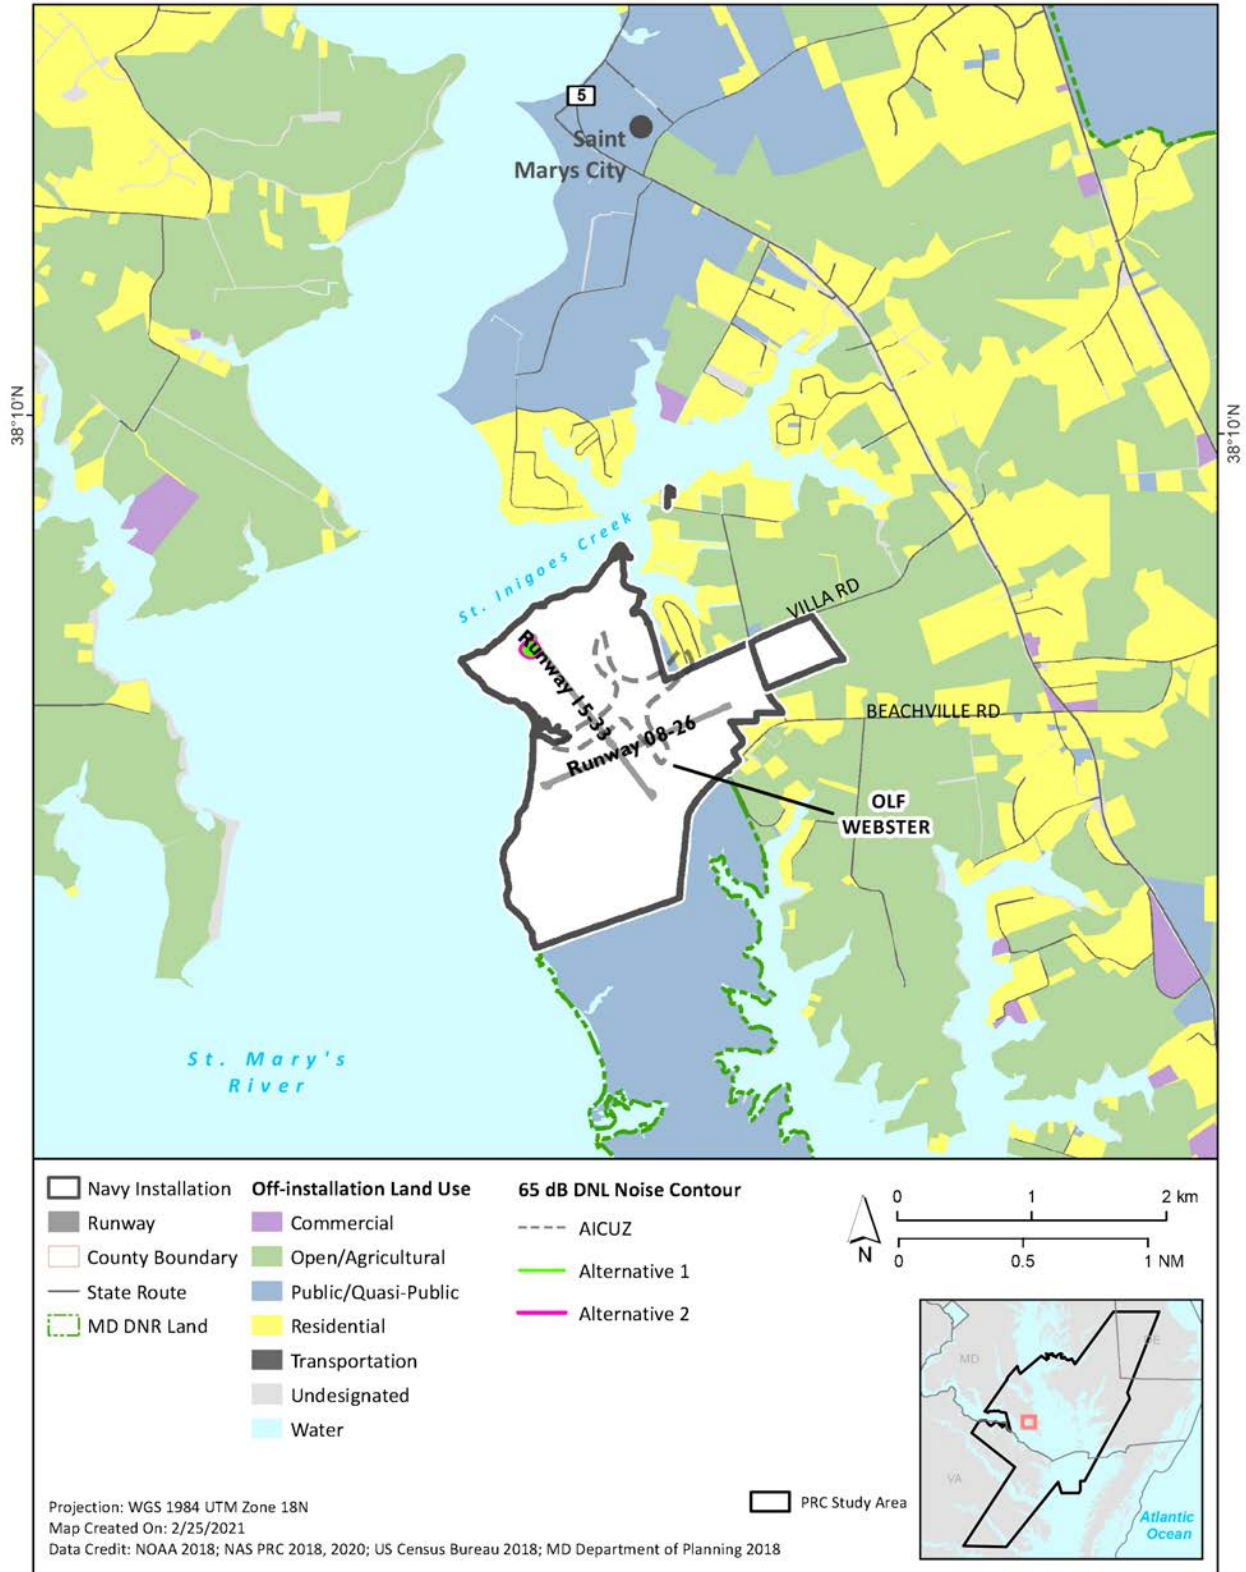 5
Saint
Marys City
38°10'N
38°10'N
St. Inigoes Creek
VILLA RD
Runway 15-33
BEACHVILLE RD
Runway 08-26
OLF
WEBSTER
St. Mary's
River
Navy Installation
Runway
County Boundary
State Route
MD DNR Land
Off-installation Land Use
Commercial
Open/Agricultural
Public/Quasi-Public
Residential
Transportation
Undesignated
Water
65 dB DNL Noise Contour
AICUZ
Alternative 1
Alternative 2
0 1 2 km
N
0 0.5 1 NM
MD
DE
VA
Atlantic
Ocean
PRC Study Area
Projection: WGS 1984 UTM Zone 18N
Map Created On: 2/25/2021
Data Credit: NOAA 2018; NAS PRC 2018, 2020; US Census Bureau 2018; MD Department of Planning 2018